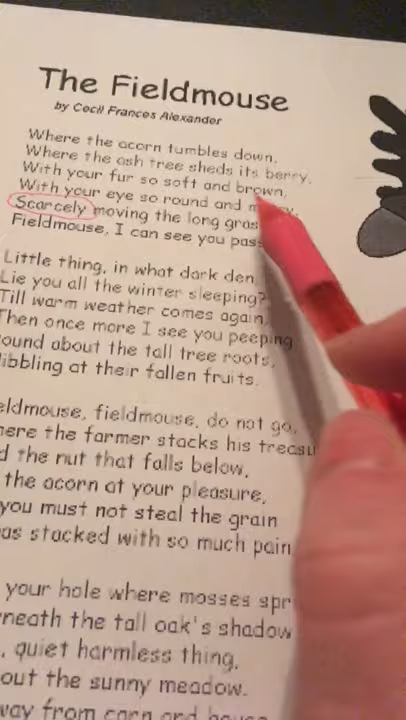 The Fieldmouse
by Cecil Frances Alexander
Where the acorn tumbles down,
Where the ash tree sheds its berry,
With your fur so soft and brown,
With your eye so round and
Scarcely moving the long gras
Fieldmouse, I can see you pas
Little thing, in what dark den,
Lie you all the winter sleeping?
Till warm weather comes again,
Then once more I see you peeping
ound about the tall tree roots,
ibbling at their fallen fruits.
eldmouse, fieldmouse, do not go,
here the farmer stacks his treasu
d the nut that falls below,
the acorn at your pleasure,
you must not steal the grain
as stacked with so much pain
your hole where mosses spr
neath the tall oak's shadow
, quiet harmless thing,
out the sunny meadow.
way from corn and house